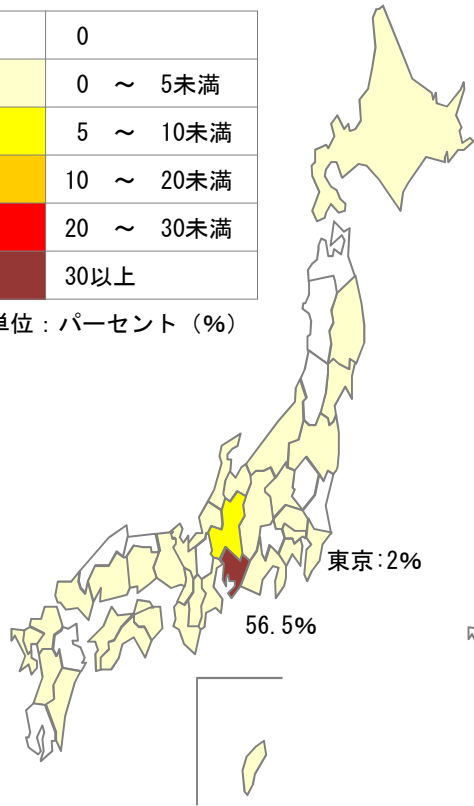 0
0 ～ 5未満
5 ～ 10未満
10 ～ 20未満
20 ～ 30未満
30以上
単位：パーセント（％）
東京:2%
56.5%